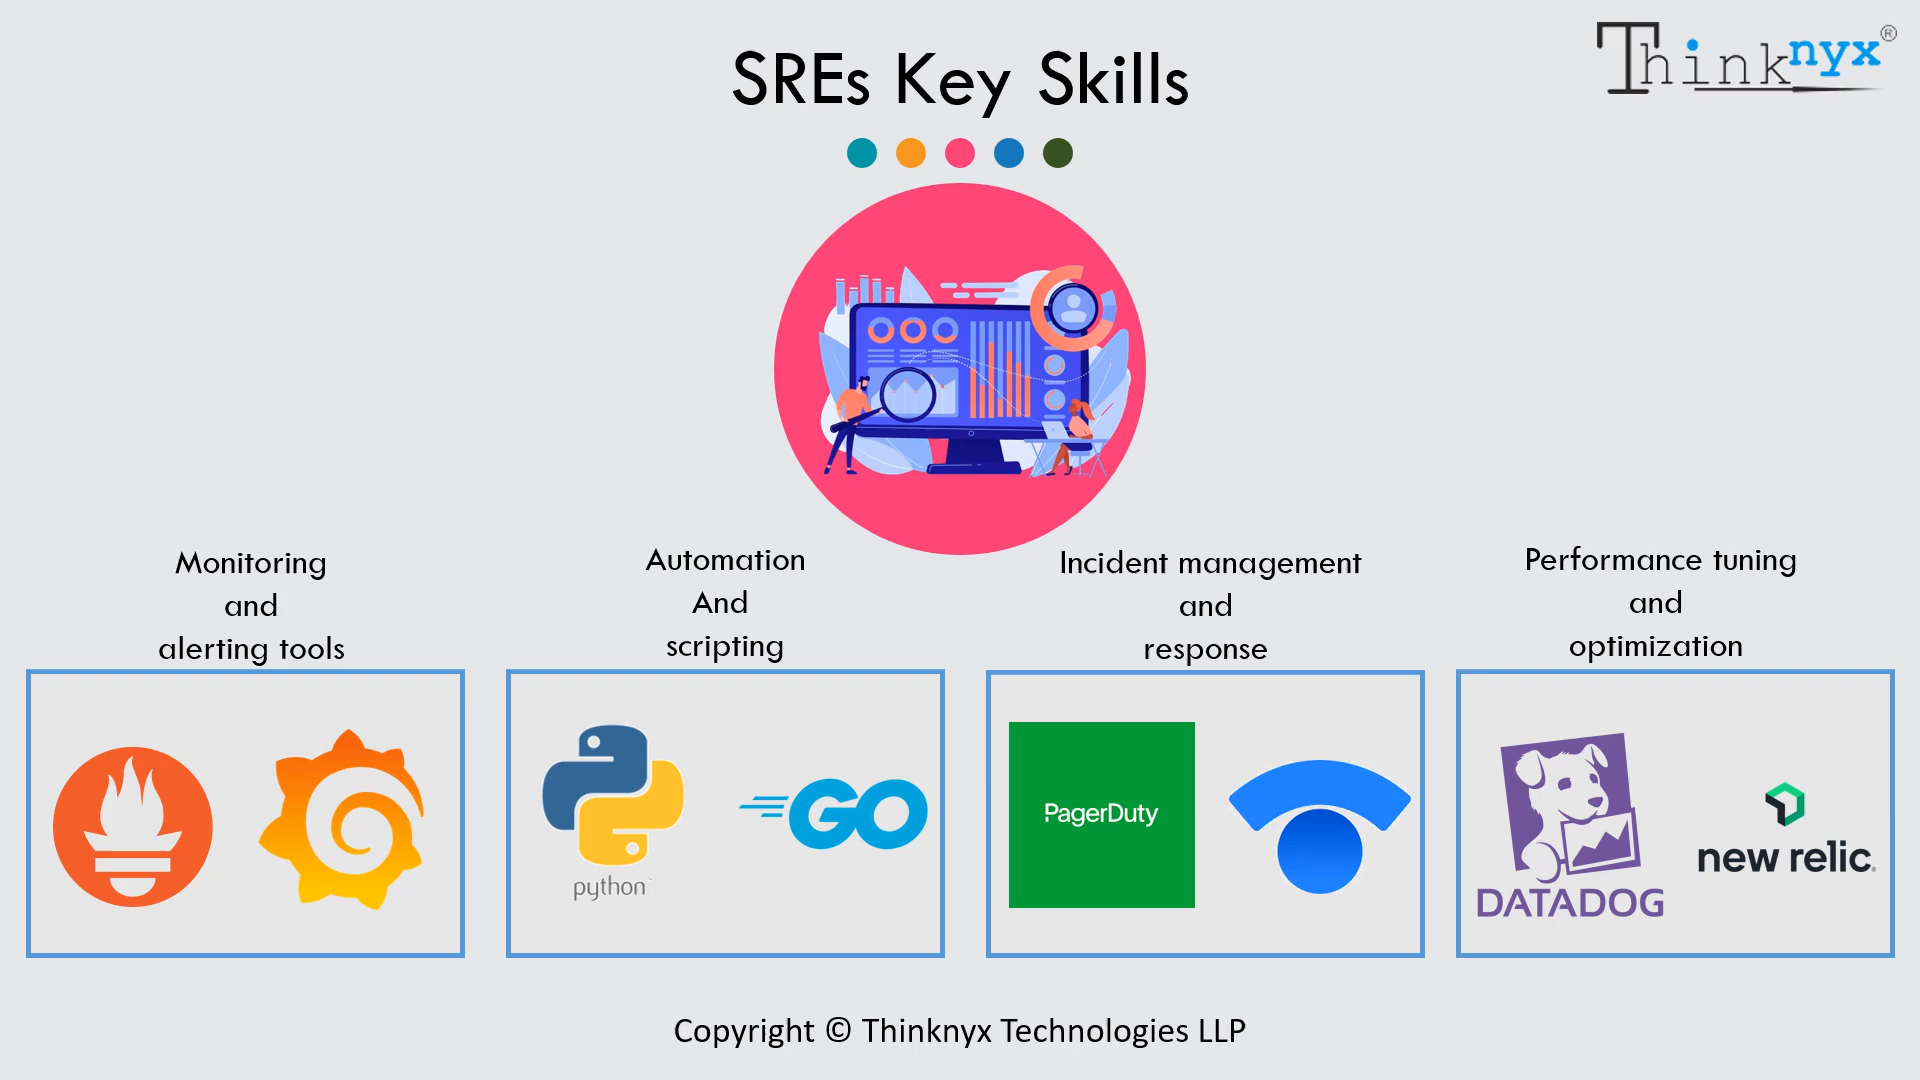 SREs Key Skills
Thinknyx®
Monitoring
and
alerting tools
Automation
And
scripting
Incident management
and
response
Performance tuning
and
optimization
python
GO
PagerDuty
DATADOG
new relic.
Copyright © Thinknyx Technologies LLP